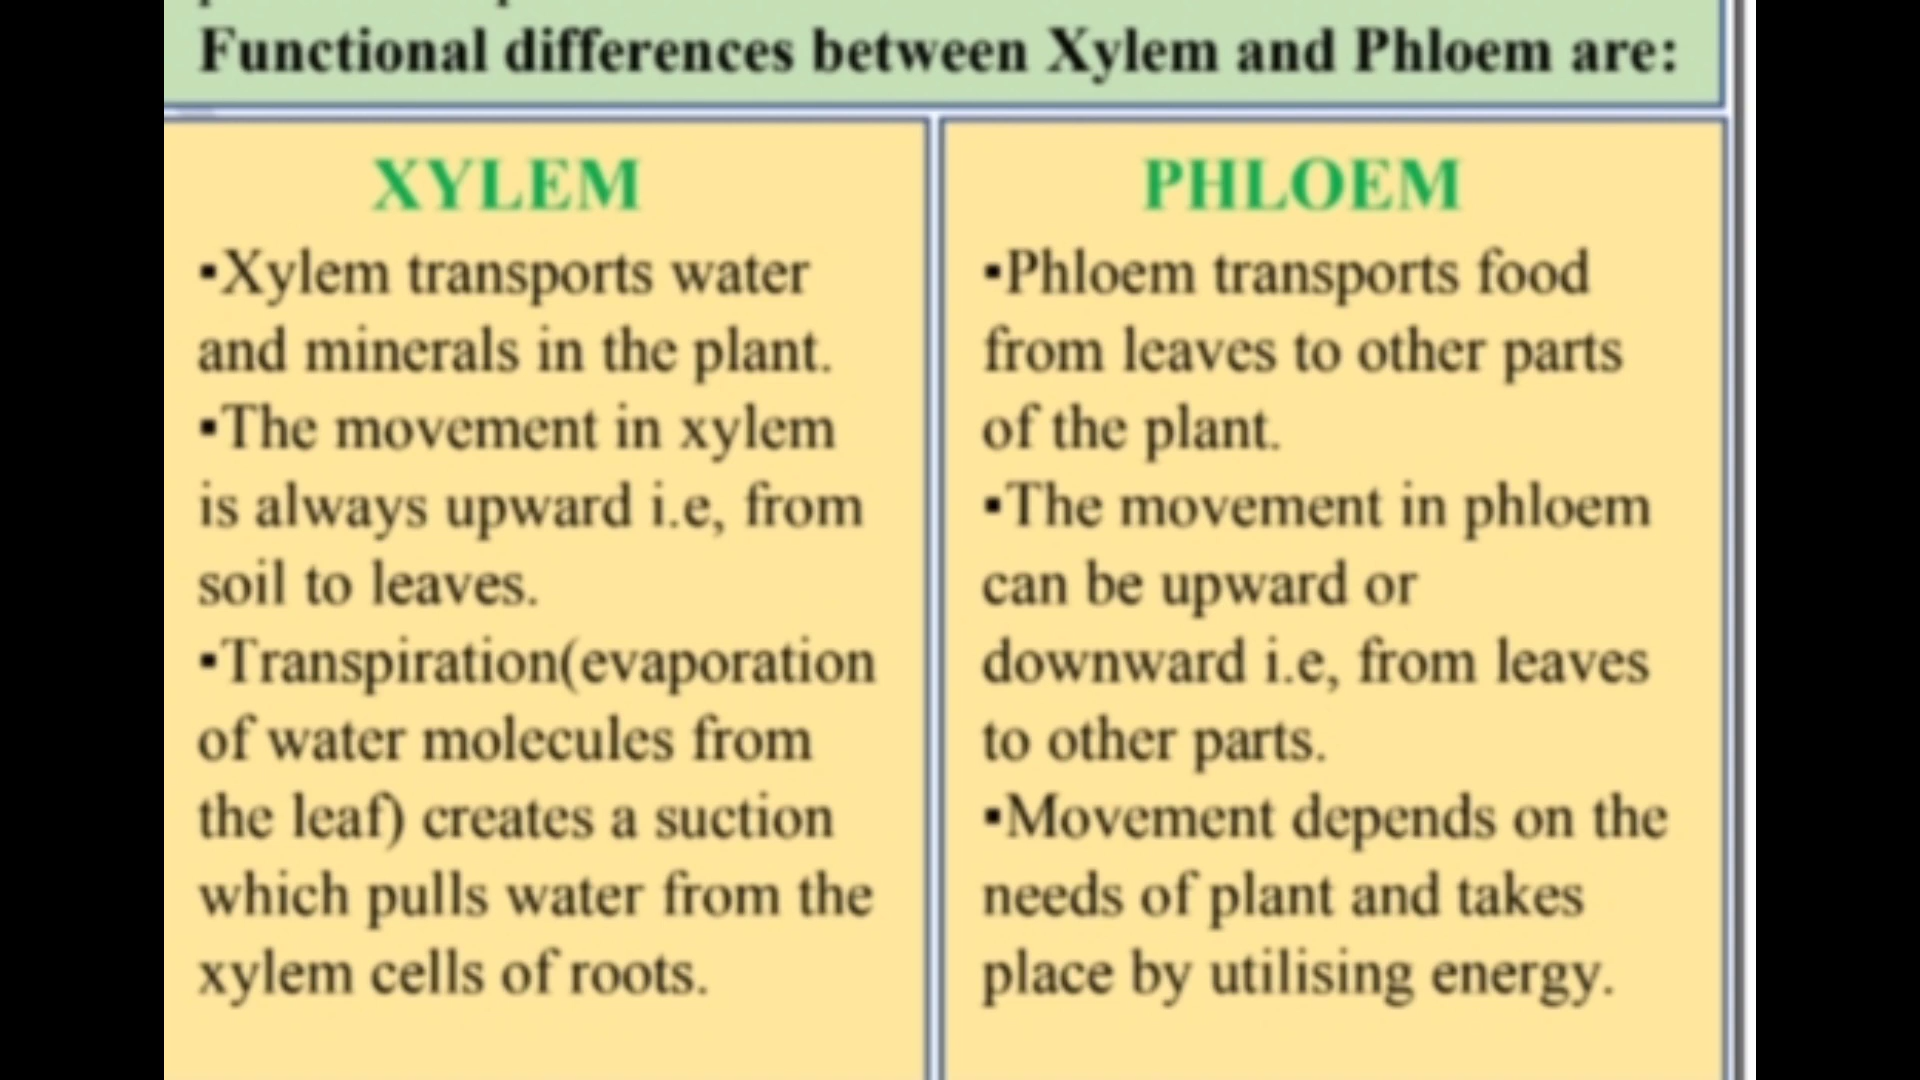 Functional differences between Xylem and Phloem are:
XYLEM
▪Xylem transports water
and minerals in the plant.
▪The movement in xylem
is always upward i.e, from
soil to leaves.
▪Transpiration(evaporation
of water molecules from
the leaf) creates a suction
which pulls water from the
xylem cells of roots.
PHLOEM
▪Phloem transports food
from leaves to other parts
of the plant.
▪The movement in phloem
can be upward or
downward i.e, from leaves
to other parts.
▪Movement depends on the
needs of plant and takes
place by utilising energy.